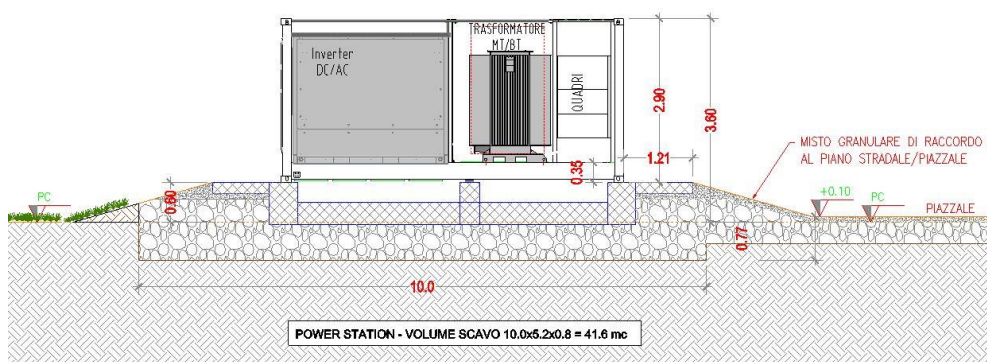 TRASFORMATORE
MT/BT
Inverter
DC/AC
QUADRI
2.90
3.60
MISTO GRANULARE DI RACCORDO
AL PIANO STRADALE/PIAZZALE
1.21
0.35
PC
0.60
+0.10
PC
PIAZZALE
0.77
10.0
POWER STATION - VOLUME SCAVO 10.0x5.2x0.8 = 41.6 mc